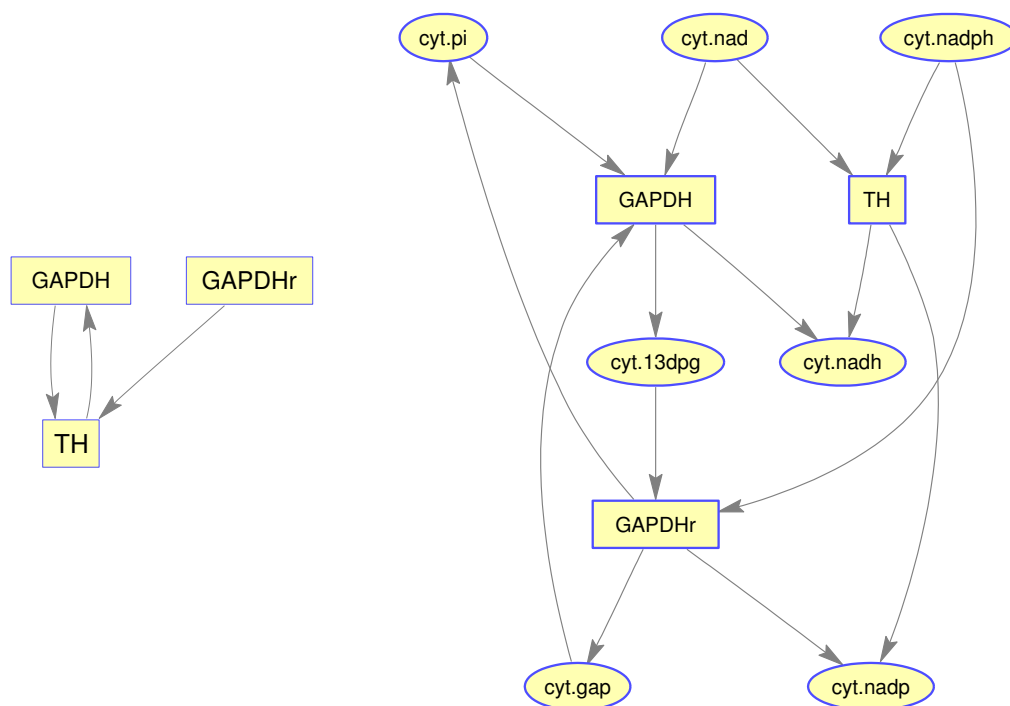 cyt.pi
cyt.nad
cyt.nadph
GAPDH
TH
GAPDH
GAPDHr
cyt.13dpg
cyt.nadh
TH
GAPDHr
cyt.gap
cyt.nadp